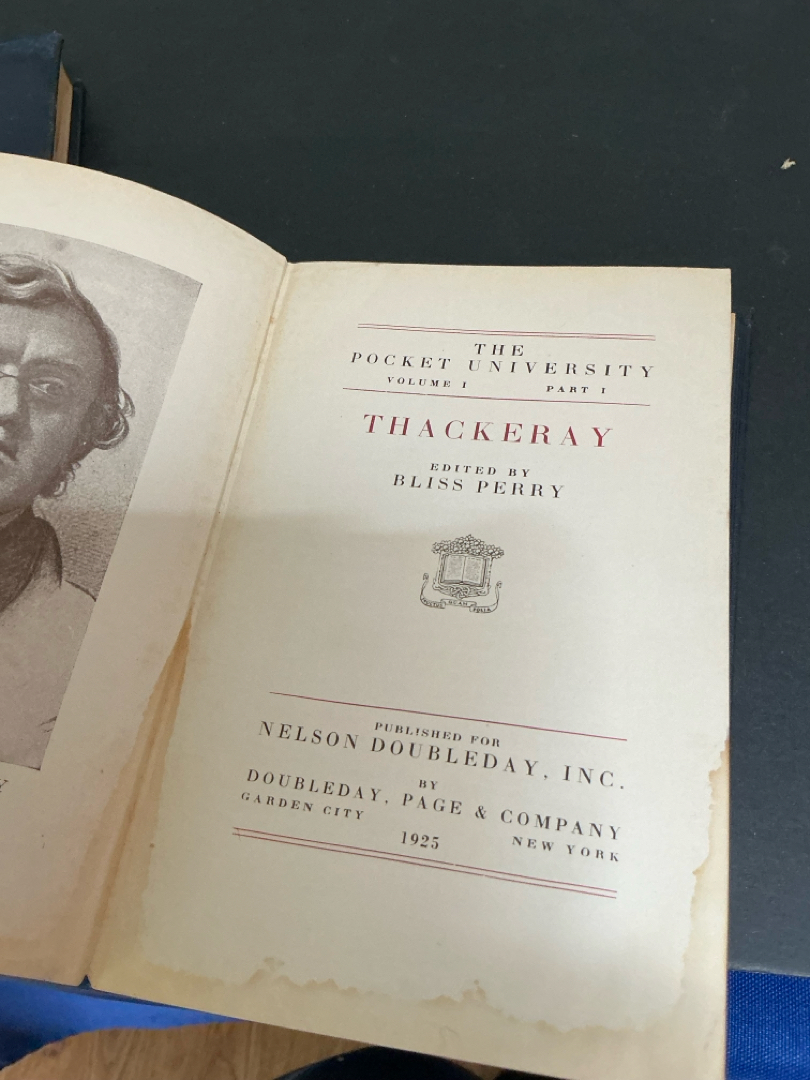 THE
POCKET UNIVERSITY
VOLUME I PART I
THACKERAY
EDITED BY
BLISS PERRY
PUBLISHED FOR
NELSON DOUBLEDAY, INC.
BY
DOUBLEDAY, PAGE & COMPANY
GARDEN CITY NEW YORK
1925